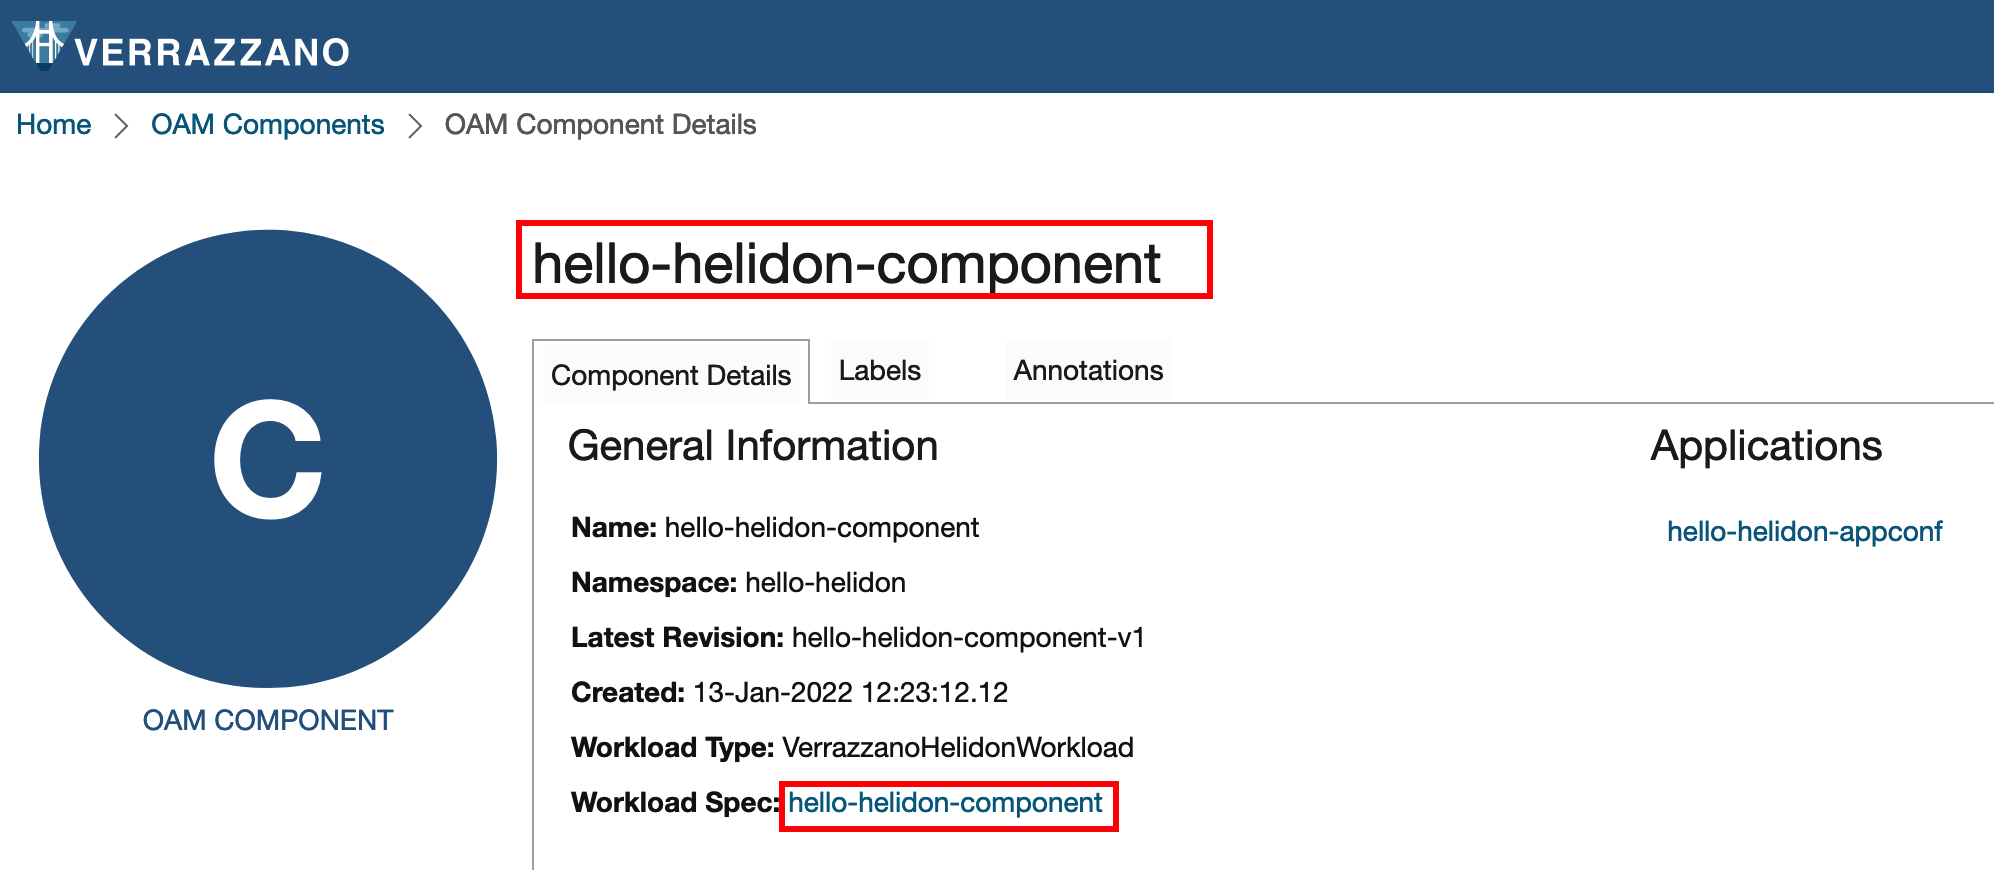 VERRAZZANO
Home > OAM Components > OAM Component Details
hello-helidon-component
Component Details Labels Annotations
General Information
Name: hello-helidon-component
Namespace: hello-helidon
Latest Revision: hello-helidon-component-v1
Created: 13-Jan-2022 12:23:12.12
Workload Type: VerrazzanoHelidonWorkload
Workload Spec: hello-helidon-component
Applications
hello-helidon-appconf
C
OAM COMPONENT